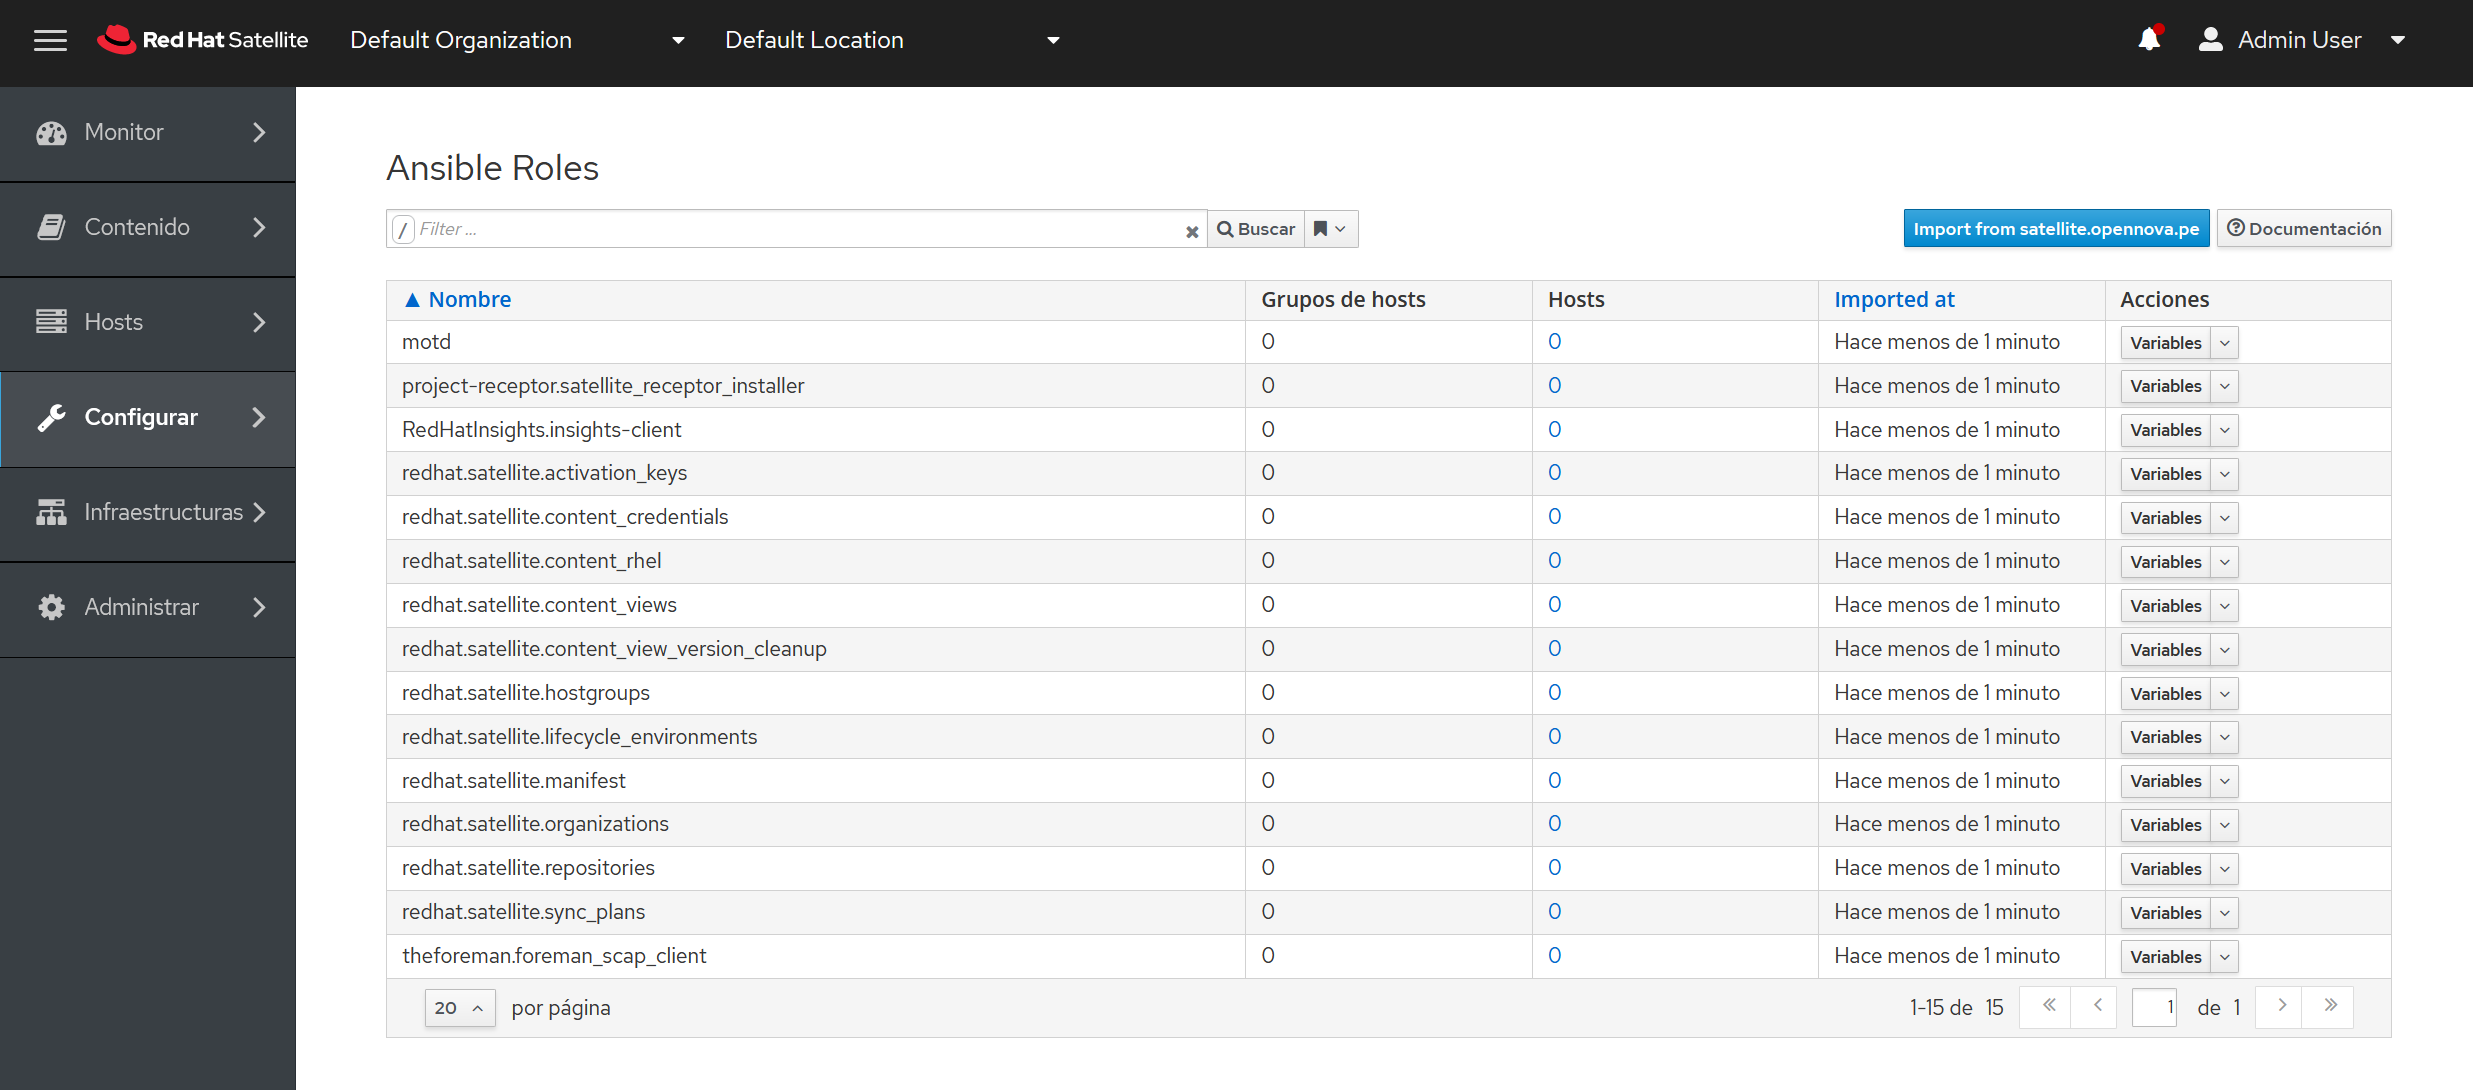 Red Hat Satellite Default Organization Default Location Admin User
Monitor
Contenido
Hosts
Configurar
Infraestructuras
Administrar
Ansible Roles
/ Filter ... Buscar Import from satellite.opennova.pe Documentación
Nombre Grupos de hosts Hosts Imported at Acciones
motd 0 0 Hace menos de 1 minuto Variables
project-receptor.satellite_receptor_installer 0 0 Hace menos de 1 minuto Variables
RedHatInsights.insights-client 0 0 Hace menos de 1 minuto Variables
redhat.satellite.activation_keys 0 0 Hace menos de 1 minuto Variables
redhat.satellite.content_credentials 0 0 Hace menos de 1 minuto Variables
redhat.satellite.content_rhel 0 0 Hace menos de 1 minuto Variables
redhat.satellite.content_views 0 0 Hace menos de 1 minuto Variables
redhat.satellite.content_view_version_cleanup 0 0 Hace menos de 1 minuto Variables
redhat.satellite.hostgroups 0 0 Hace menos de 1 minuto Variables
redhat.satellite.lifecycle_environments 0 0 Hace menos de 1 minuto Variables
redhat.satellite.manifest 0 0 Hace menos de 1 minuto Variables
redhat.satellite.organizations 0 0 Hace menos de 1 minuto Variables
redhat.satellite.repositories 0 0 Hace menos de 1 minuto Variables
redhat.satellite.sync_plans 0 0 Hace menos de 1 minuto Variables
theforeman.foreman_scap_client 0 0 Hace menos de 1 minuto Variables
20 por página 1-15 de 15 « ‹ 1 de 1 › »